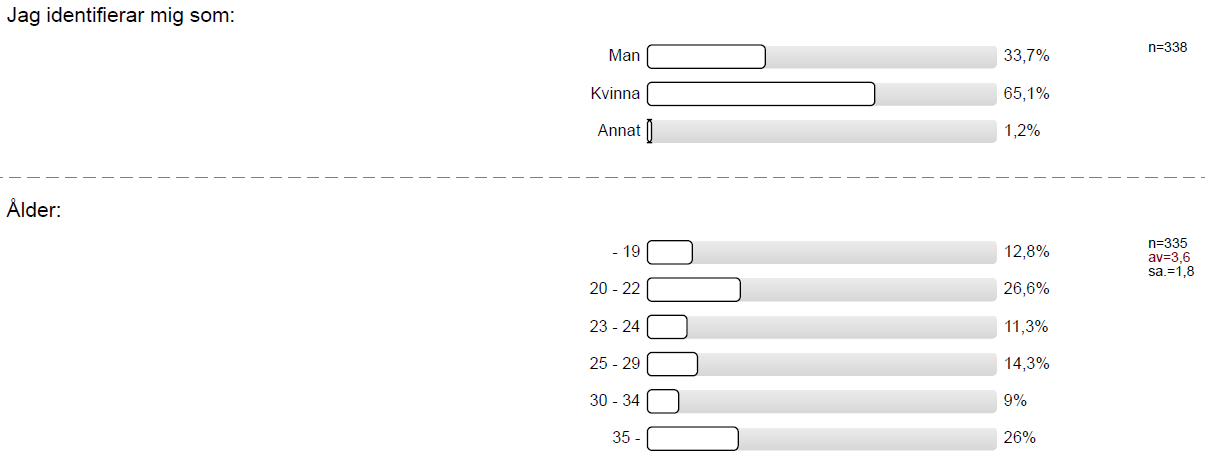 Jag identifierar mig som:
Man 33,7% n=338
Kvinna 65,1%
Annat 1,2%
Ålder:
- 19 12,8% n=335
av=3,6
sa.=1,8
20 - 22 26,6%
23 - 24 11,3%
25 - 29 14,3%
30 - 34 9%
35 - 26%